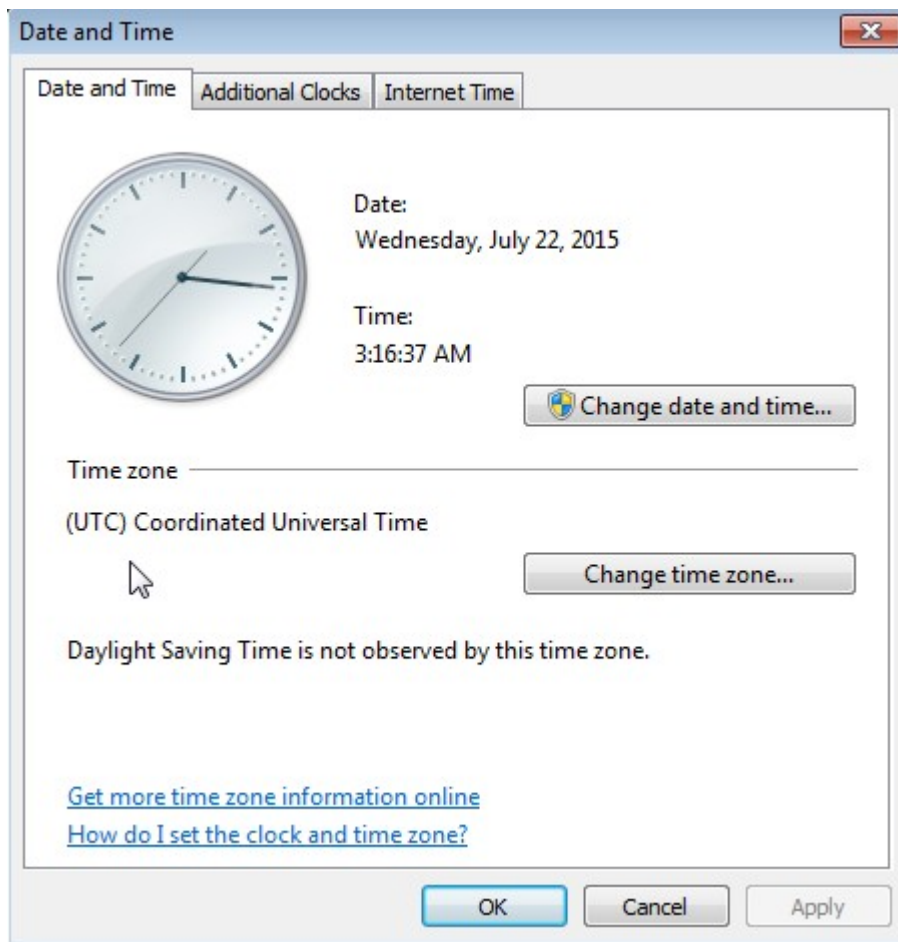 Date and Time
Date and Time
Additional Clocks
Internet Time
Date:
Wednesday, July 22, 2015
Time:
3:16:37 AM
Change date and time...
Time zone
(UTC) Coordinated Universal Time
Change time zone...
Daylight Saving Time is not observed by this time zone.
Get more time zone information online
How do I set the clock and time zone?
OK
Cancel
Apply